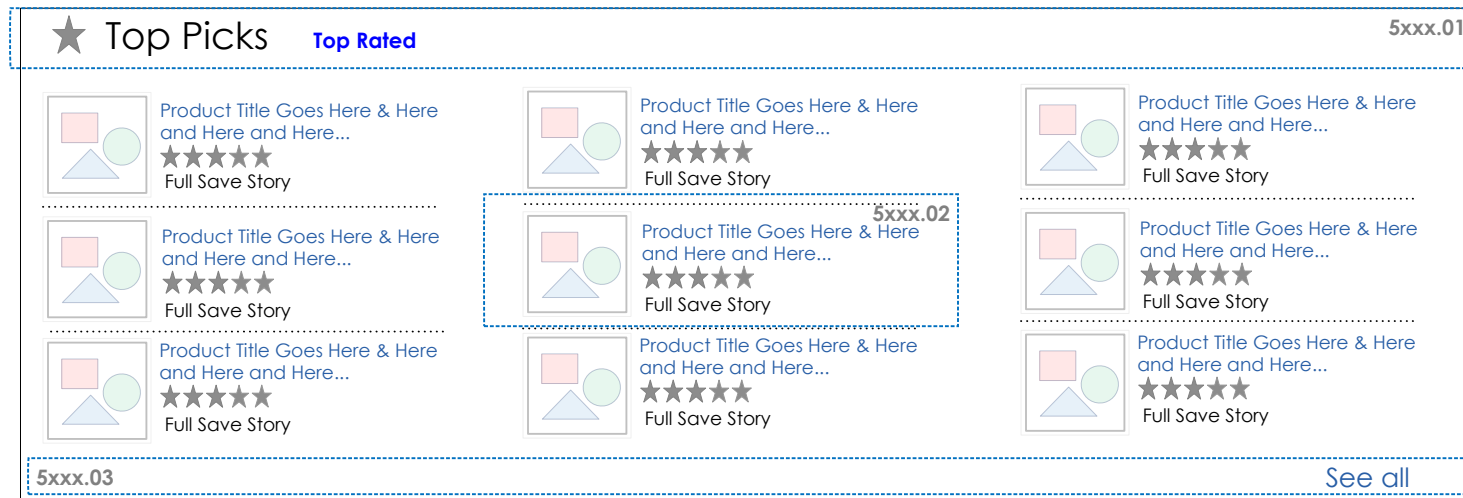 Top Picks Top Rated 5xxx.01
Product Title Goes Here & Here
and Here and Here...
Full Save Story
Product Title Goes Here & Here
and Here and Here...
Full Save Story
Product Title Goes Here & Here
and Here and Here...
Full Save Story
Product Title Goes Here & Here
and Here and Here...
Full Save Story
5xxx.02
Product Title Goes Here & Here
and Here and Here...
Full Save Story
Product Title Goes Here & Here
and Here and Here...
Full Save Story
Product Title Goes Here & Here
and Here and Here...
Full Save Story
Product Title Goes Here & Here
and Here and Here...
Full Save Story
Product Title Goes Here & Here
and Here and Here...
Full Save Story
5xxx.03 See all